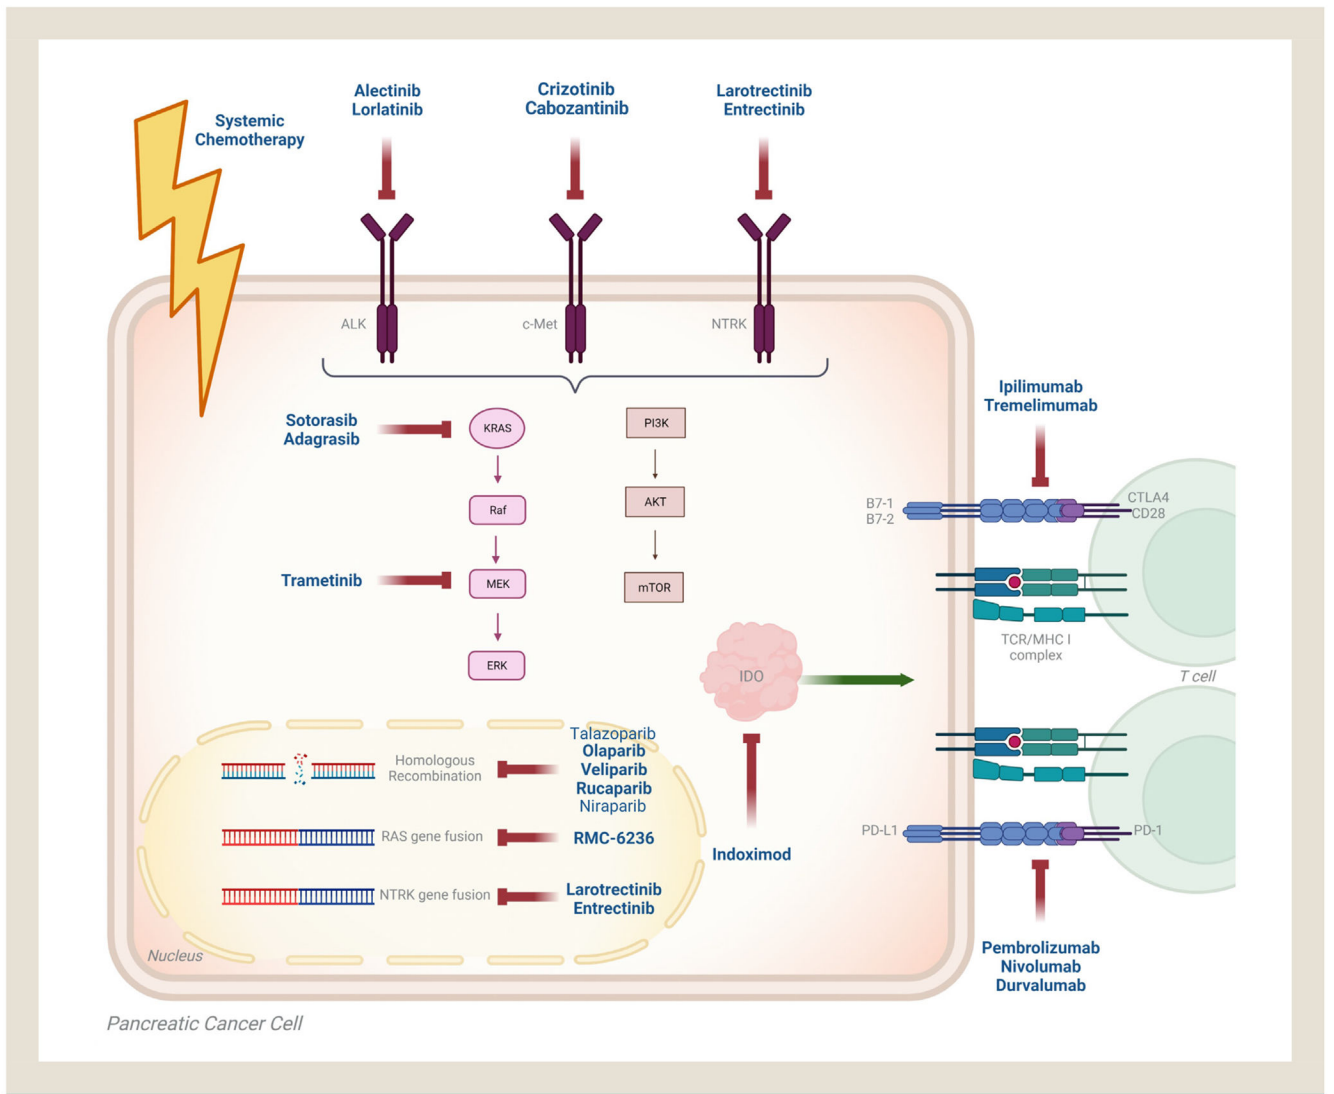 Systemic
Chemotherapy
Alectinib
Lorlatinib
Crizotinib
Cabozantinib
Larotrectinib
Entrectinib
ALK
c-Met
NTRK
Sotorasib
Adagrasib
KRAS
PI3K
Raf
AKT
Trametinib
MEK
mTOR
ERK
IDO
Indoximod
Ipilimumab
Tremelimumab
B7-1
B7-2
CTLA4
CD28
TCR/MHC I
complex
T cell
PD-L1
PD-1
Pembrolizumab
Nivolumab
Durvalumab
Homologous
Recombination
Talazoparib
Olaparib
Veliparib
Rucaparib
Niraparib
RAS gene fusion
RMC-6236
NTRK gene fusion
Larotrectinib
Entrectinib
Nucleus
Pancreatic Cancer Cell